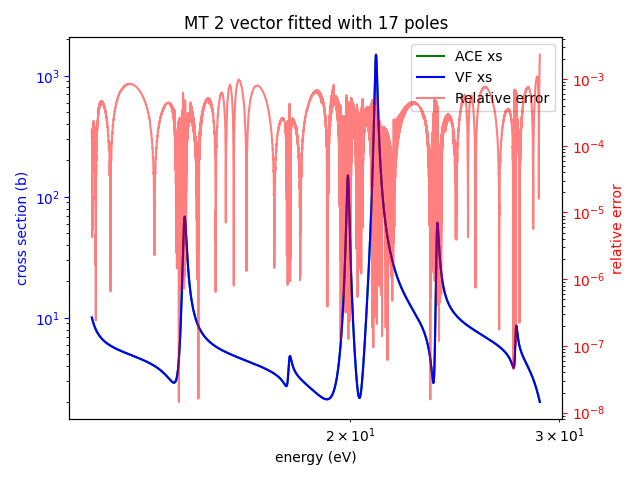 MT 2 vector fitted with 17 poles
ACE xs
VF xs
Relative error
10³
10²
10¹
cross section (b)
10⁻³
10⁻⁴
10⁻⁵
10⁻⁶
10⁻⁷
10⁻⁸
relative error
2 × 10¹
3 × 10¹
energy (eV)